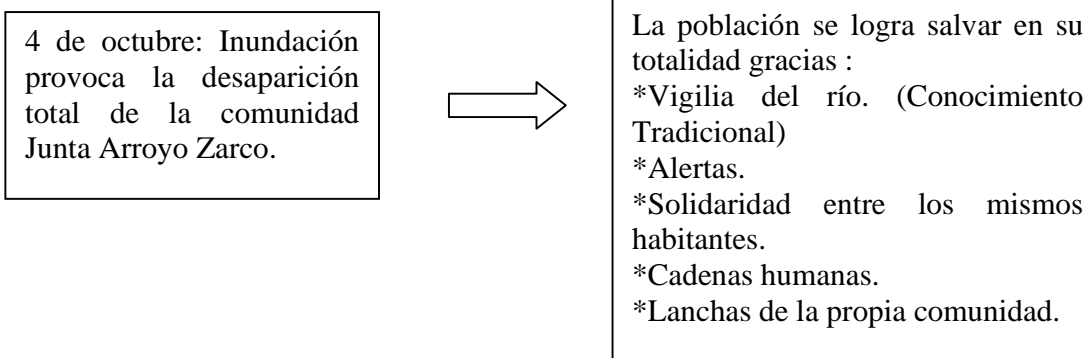 4 de octubre: Inundación
provoca la desaparición
total de la comunidad
Junta Arroyo Zarco.
La población se logra salvar en su
totalidad gracias :
*Vigilia del río. (Conocimiento
Tradicional)
*Alertas.
*Solidaridad entre los mismos
habitantes.
*Cadenas humanas.
*Lanchas de la propia comunidad.